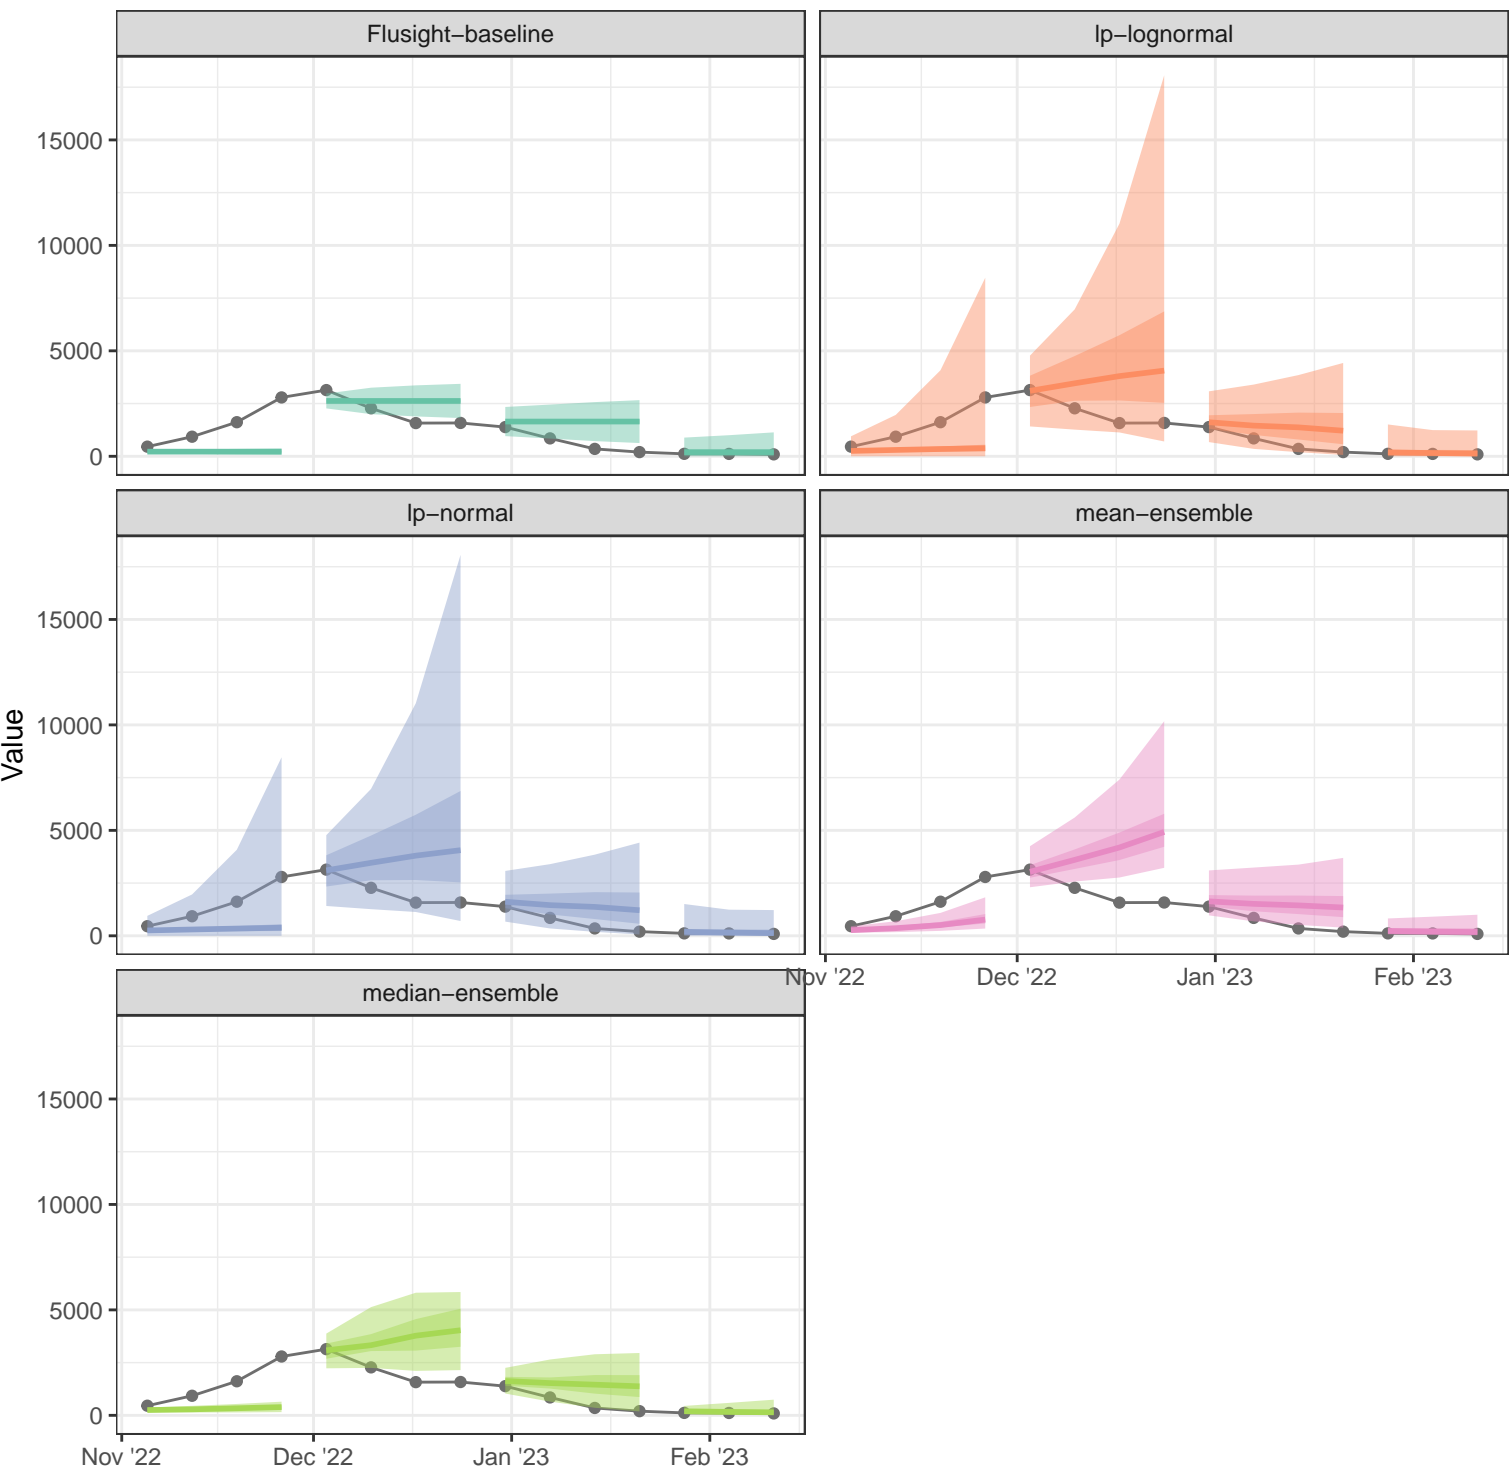 Flusight−baseline
lp−lognormal
15000
10000
5000
0
lp−normal
mean−ensemble
15000
10000
5000
0
Value
Nov '22
Dec '22
Jan '23
Feb '23
median−ensemble
15000
10000
5000
0
Nov '22
Dec '22
Jan '23
Feb '23